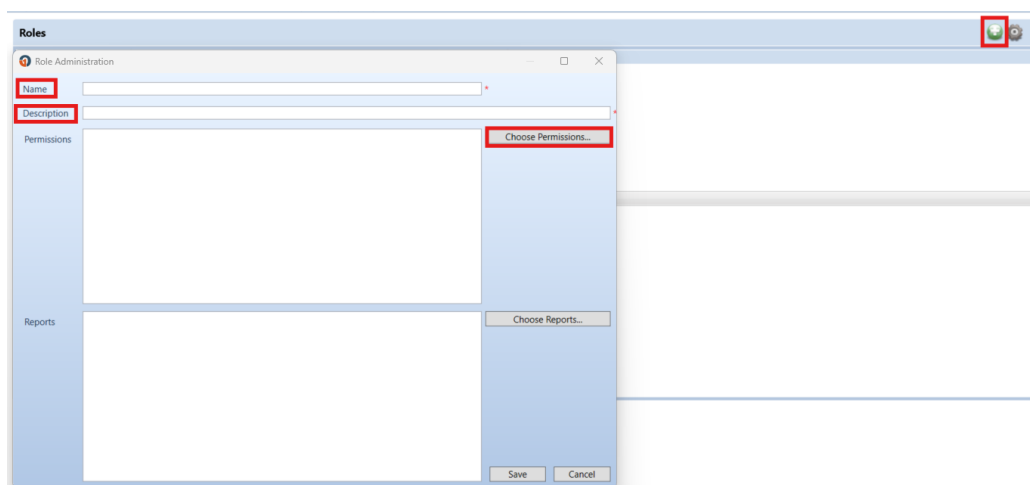 Roles
Role Administration
Name
*
Description
*
Permissions
Choose Permissions...
Reports
Choose Reports...
Save
Cancel